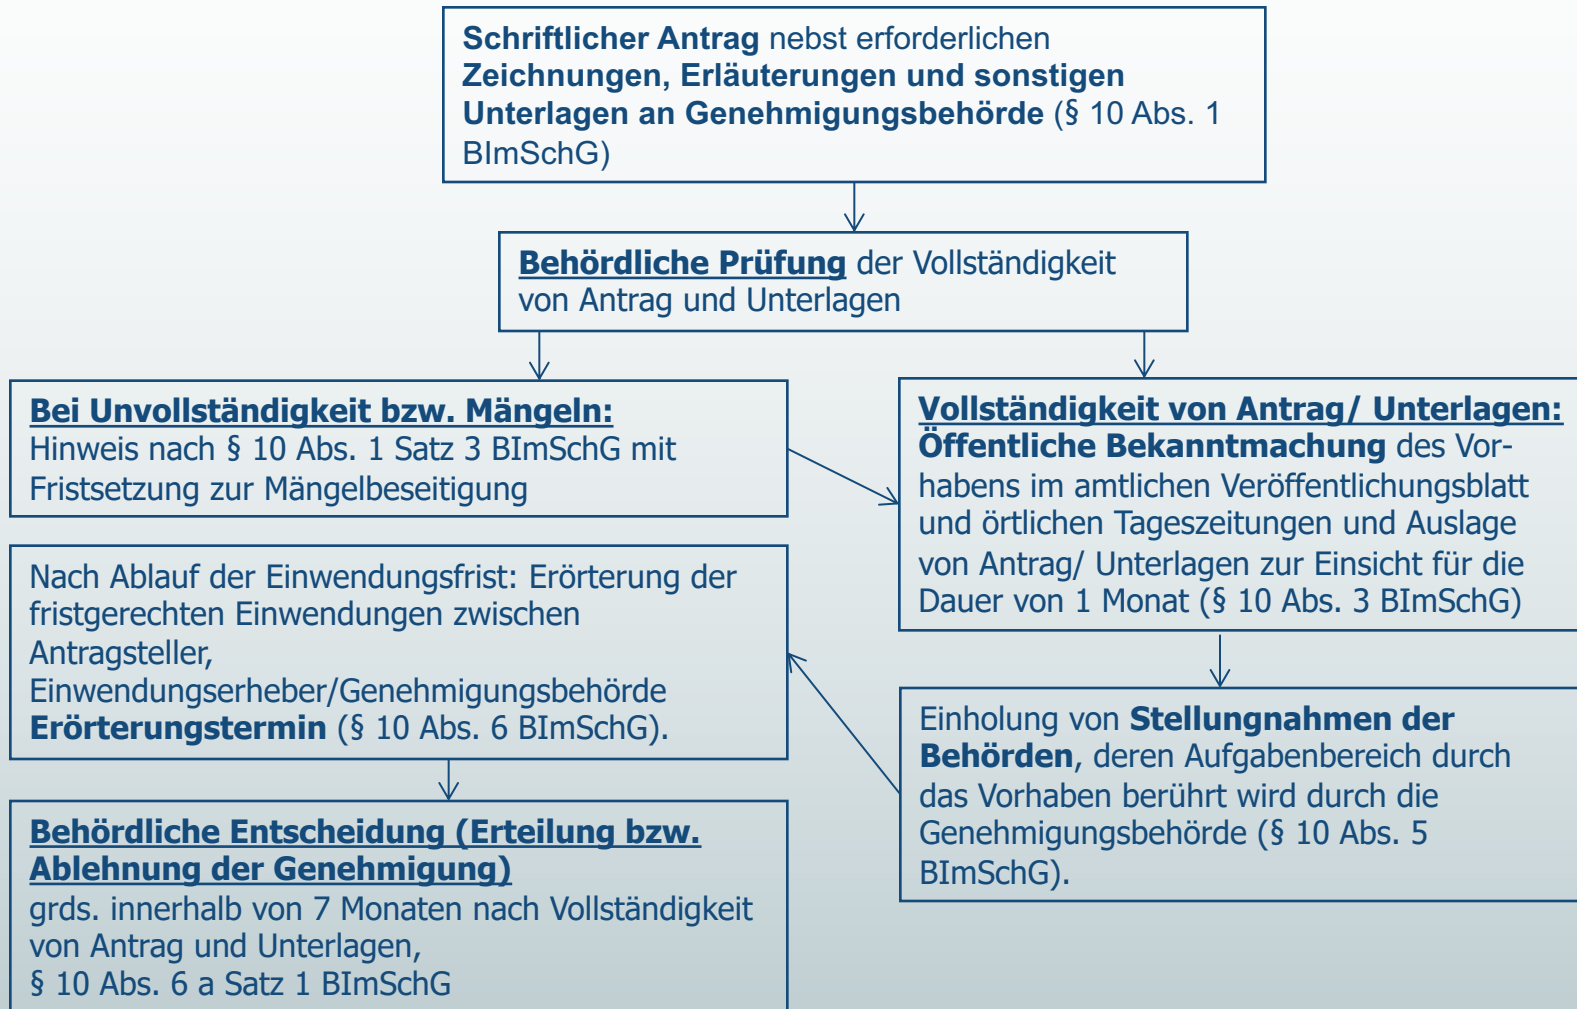 Schriftlicher Antrag nebst erforderlichen
Zeichnungen, Erläuterungen und sonstigen
Unterlagen an Genehmigungsbehörde (§ 10 Abs. 1
BImSchG)
Behördliche Prüfung der Vollständigkeit
von Antrag und Unterlagen
Bei Unvollständigkeit bzw. Mängeln:
Hinweis nach § 10 Abs. 1 Satz 3 BImSchG mit
Fristsetzung zur Mängelbeseitigung
Vollständigkeit von Antrag/ Unterlagen:
Öffentliche Bekanntmachung des Vor-
habens im amtlichen Veröffentlichungsblatt
und örtlichen Tageszeitungen und Auslage
von Antrag/ Unterlagen zur Einsicht für die
Dauer von 1 Monat (§ 10 Abs. 3 BImSchG)
Einholung von Stellungnahmen der
Behörden, deren Aufgabenbereich durch
das Vorhaben berührt wird durch die
Genehmigungsbehörde (§ 10 Abs. 5
BImSchG).
Nach Ablauf der Einwendungsfrist: Erörterung der
fristgerechten Einwendungen zwischen
Antragsteller,
Einwendungserheber/Genehmigungsbehörde
Erörterungstermin (§ 10 Abs. 6 BImSchG).
Behördliche Entscheidung (Erteilung bzw.
Ablehnung der Genehmigung)
grds. innerhalb von 7 Monaten nach Vollständigkeit
von Antrag und Unterlagen,
§ 10 Abs. 6 a Satz 1 BImSchG